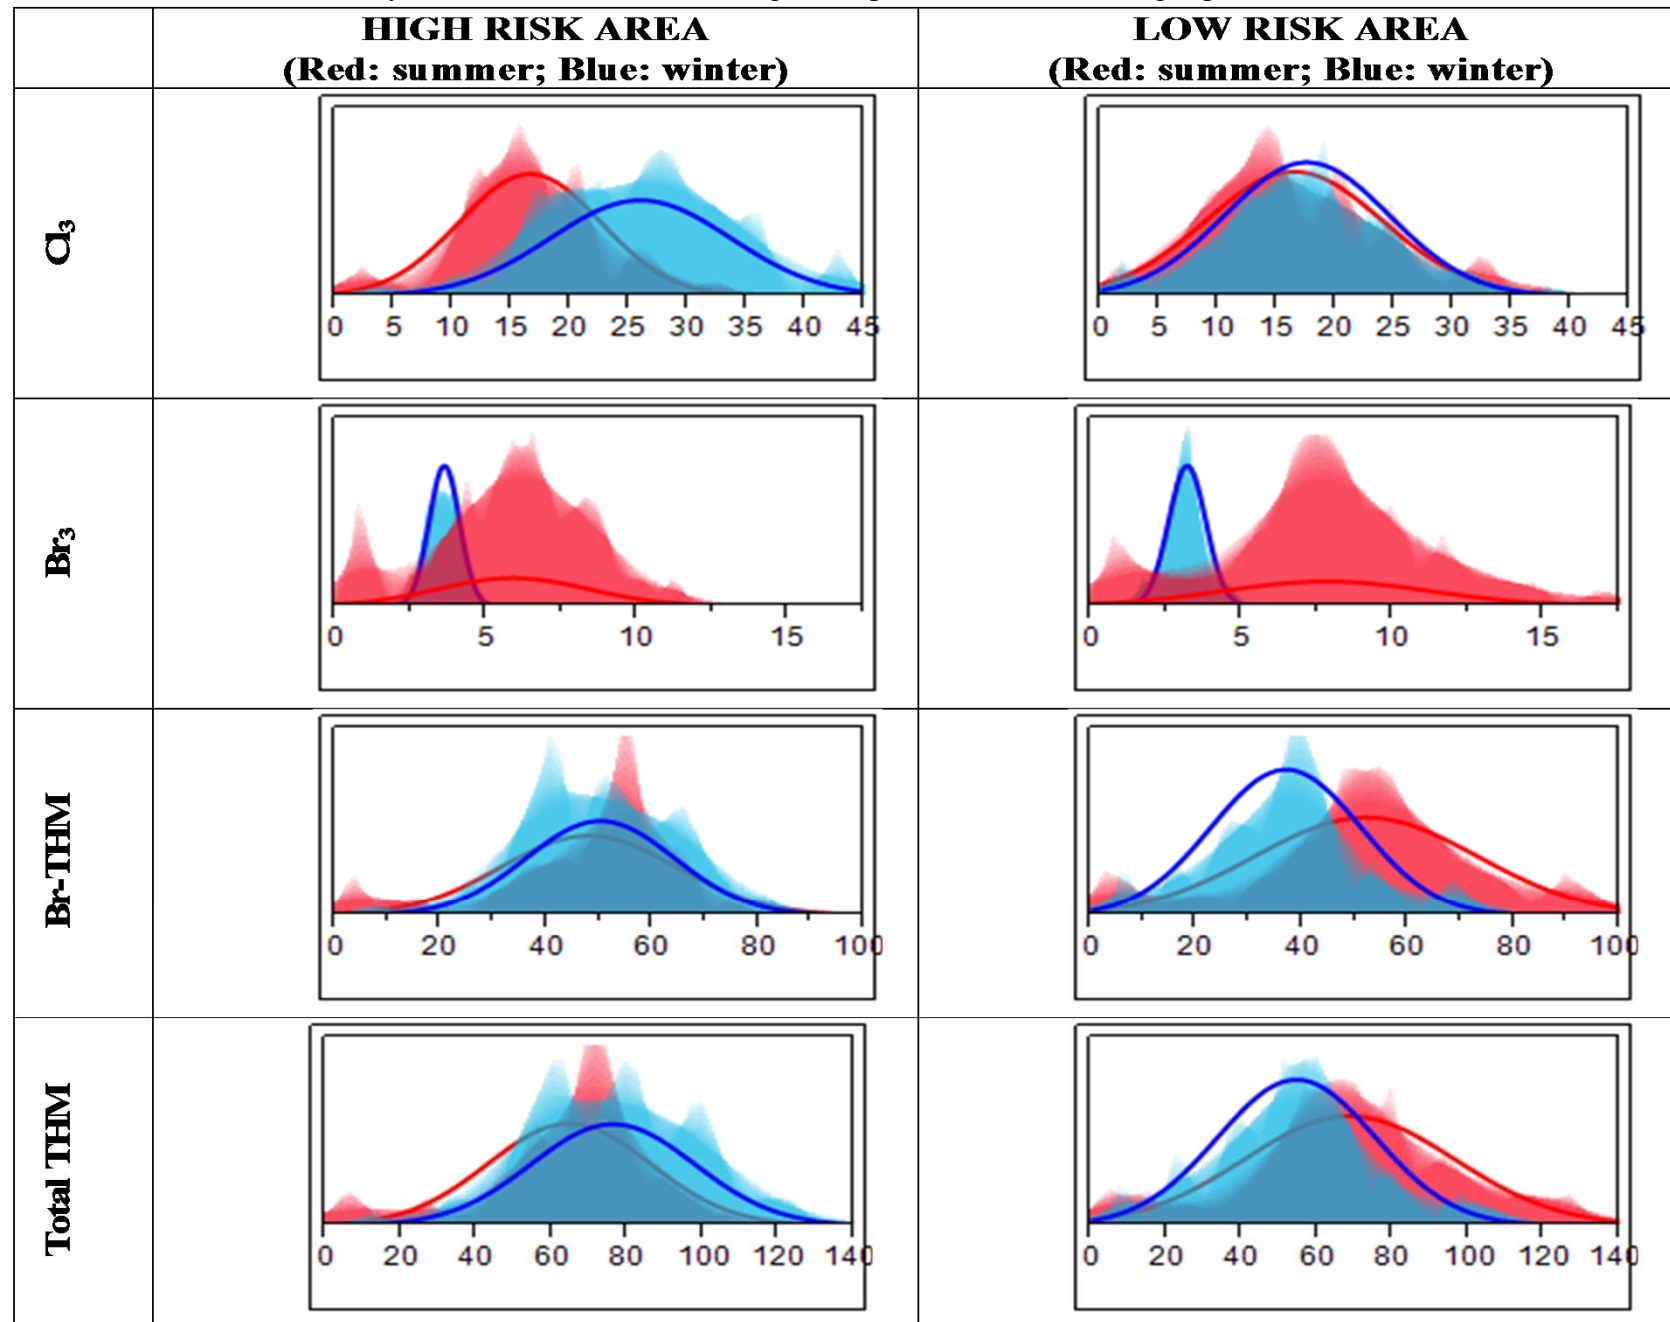 HIGH RISK AREA
(Red: summer; Blue: winter)
LOW RISK AREA
(Red: summer; Blue: winter)
Cl3
0 5 10 15 20 25 30 35 40 45
0 5 10 15 20 25 30 35 40 45
Br3
0 5 10 15
0 5 10 15
Br-THM
0 20 40 60 80 100
0 20 40 60 80 100
Total THM
0 20 40 60 80 100 120 140
0 20 40 60 80 100 120 140